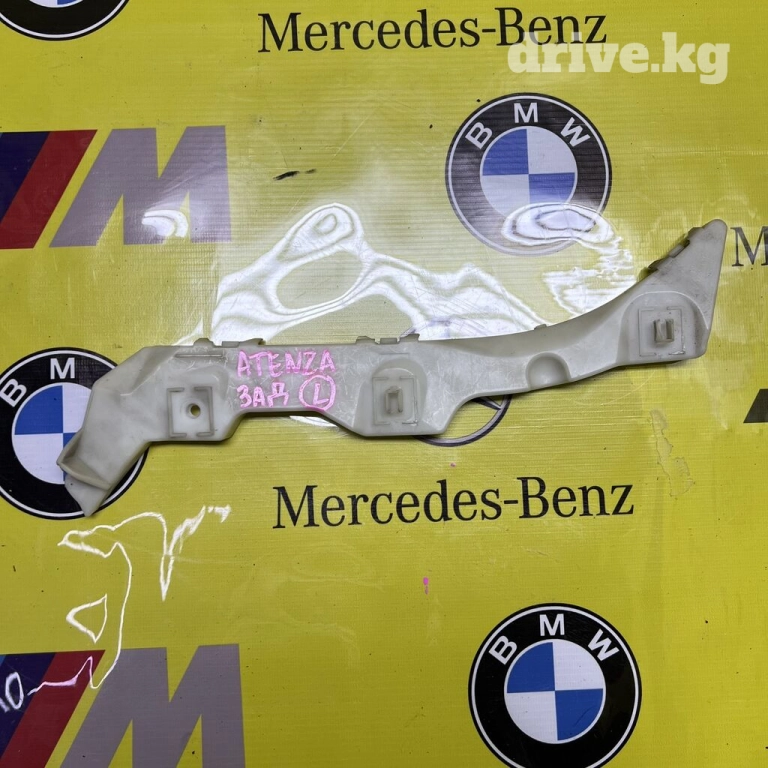 Mercedes-Benz
drive.kg
BMW
M
M
BMW
ATENZA
ЗАД L
Mercedes-Benz
BMW
M